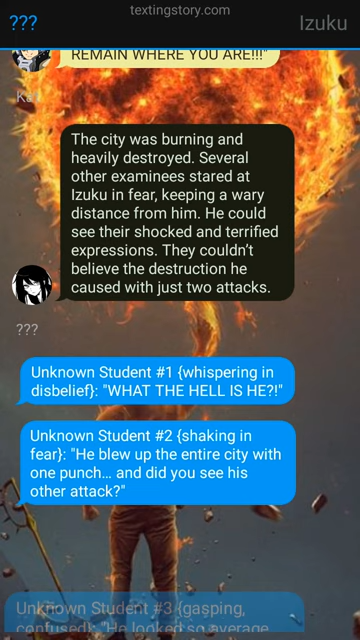 textingstory.com
???
Izuku
REMAIN WHERE YOU ARE!!!"
The city was burning and
heavily destroyed. Several
other examinees stared at
Izuku in fear, keeping a wary
distance from him. He could
see their shocked and terrified
expressions. They couldn't
believe the destruction he
caused with just two attacks.
???
Unknown Student #1 {whispering in
disbelief}: "WHAT THE HELL IS HE?!"
Unknown Student #2 {shaking in
fear}: "He blew up the entire city with
one punch... and did you see his
other attack?"
Unknown Student #3 {gasping,
confused}: "He looked so average